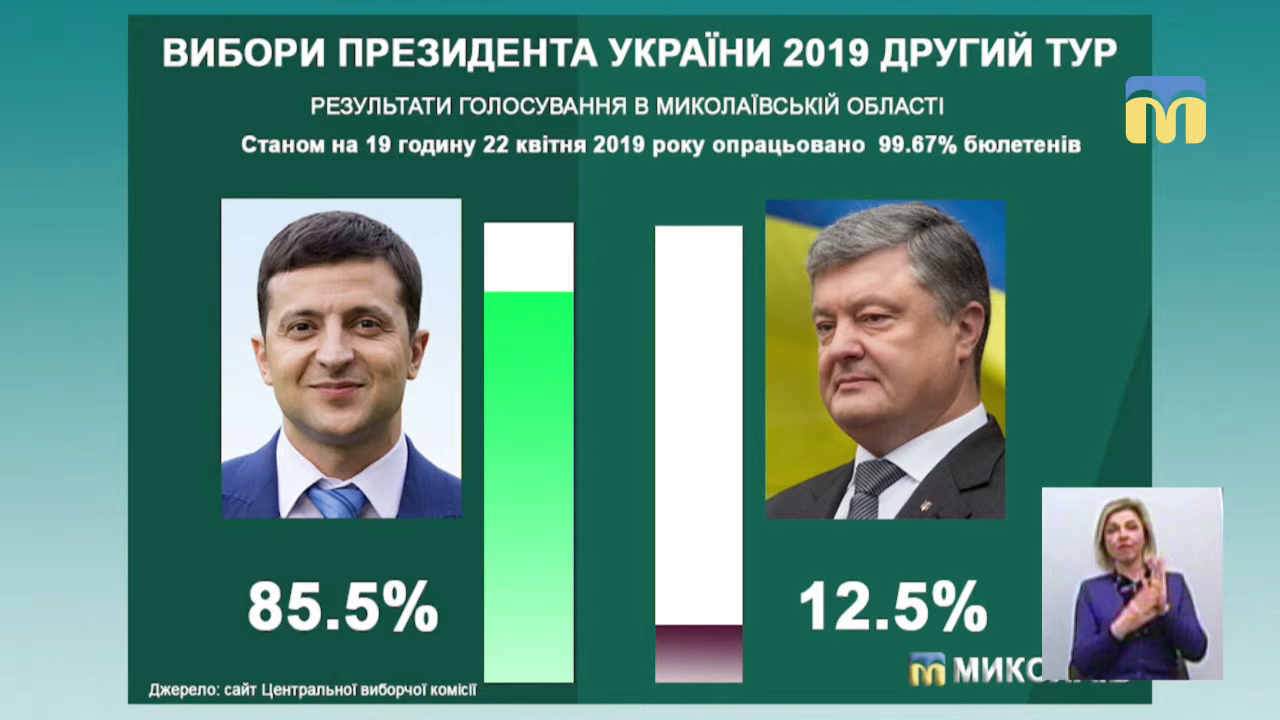 ВИБОРИ ПРЕЗИДЕНТА УКРАЇНИ 2019 ДРУГИЙ ТУР
РЕЗУЛЬТАТИ ГОЛОСУВАННЯ В МИКОЛАЇВСЬКІЙ ОБЛАСТІ
Станом на 19 годину 22 квітня 2019 року опрацьовано 99.67% бюлетенів
85.5%
12.5%
Джерело: сайт Центральної виборчої комісії